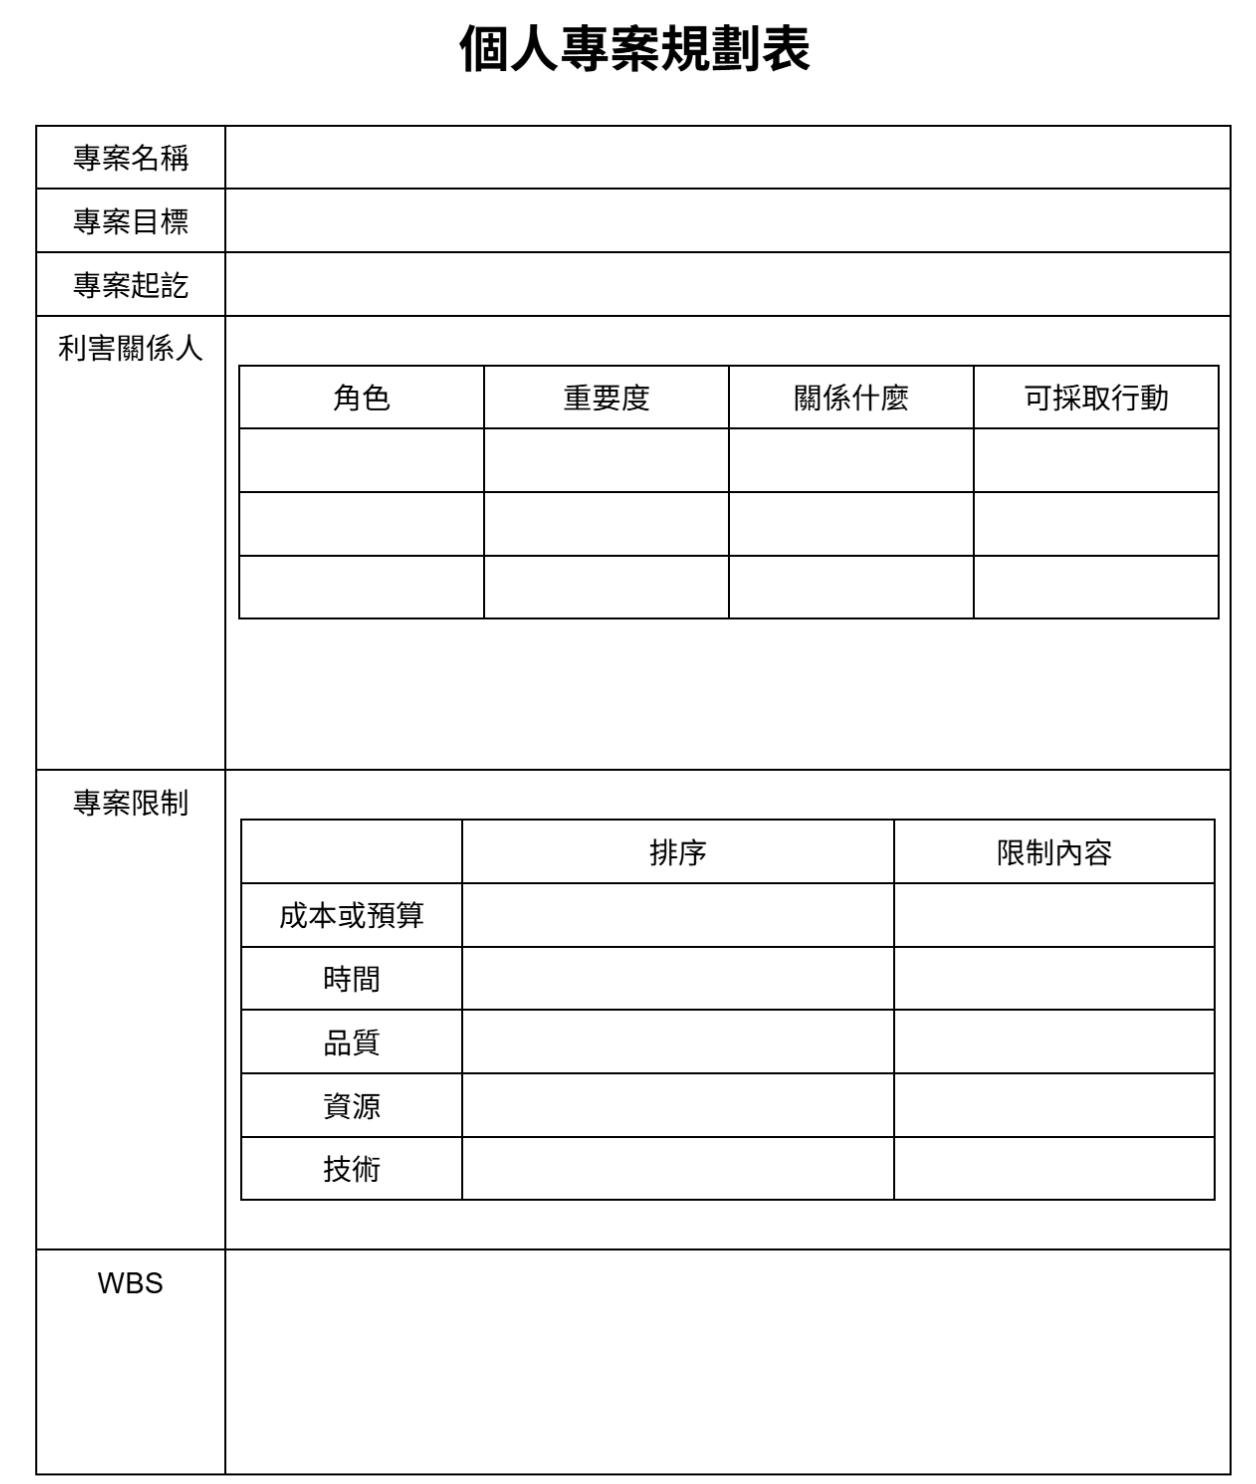 個人專案規劃表
專案名稱
專案目標
專案起訖
利害關係人
角色 重要度 關係什麼 可採取行動
專案限制
排序 限制內容
成本或預算
時間
品質
資源
技術
WBS